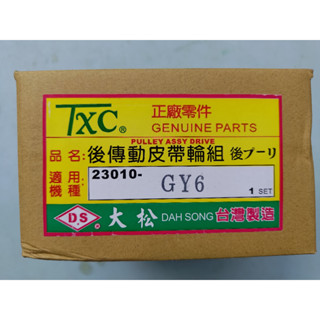 TXC® 正廠零件
GENUINE PARTS
PULLEY ASSY DRIVE
品名:後傳動皮帶輪組 後プーリ
適用機種: 23010- GY6 1 SET
DS® 大松 DAH SONG 台灣製造